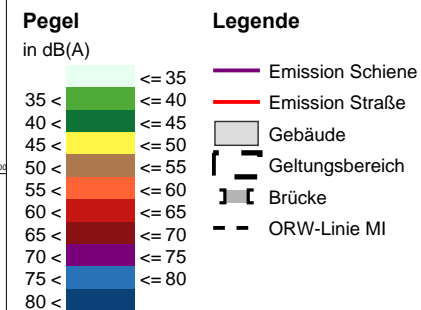 Pegel
in dB(A)
<= 35
35 < <= 40
40 < <= 45
45 < <= 50
50 < <= 55
55 < <= 60
60 < <= 65
65 < <= 70
70 < <= 75
75 < <= 80
80 <
Legende
Emission Schiene
Emission Straße
Gebäude
Geltungsbereich
Brücke
ORW-Linie MI